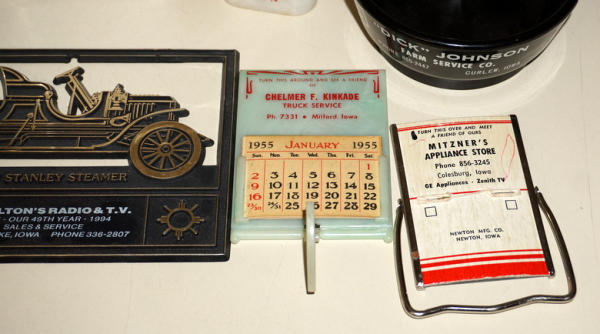 "DICK" JOHNSON
FARM SERVICE CO.
PHONE
IOWA
STANLEY STEAMER
RADIO & T.V.
OUR 49TH YEAR - 1994
SALES & SERVICE
IOWA PHONE 336-2807
TURN THIS AROUND AND SEE A FRIEND
OF
CHELMER F. KINKADE
TRUCK SERVICE
Ph. 7331 • Milford, Iowa
1955 JANUARY 1955
Sun. Mon. Tue. Wed. Thu. Fri. Sat.
1
2 3 4 5 6 7 8
9 10 11 12 13 14 15
16 17 18 19 20 21 22
23/30 24/31 25 26 27 28 29
TURN THIS OVER AND MEET
A FRIEND OF OURS
MITZNER'S
APPLIANCE STORE
Phone 856-3245
Colesburg, Iowa
GE Appliances - Zenith TV
NEWTON MFG. CO.
NEWTON, IOWA